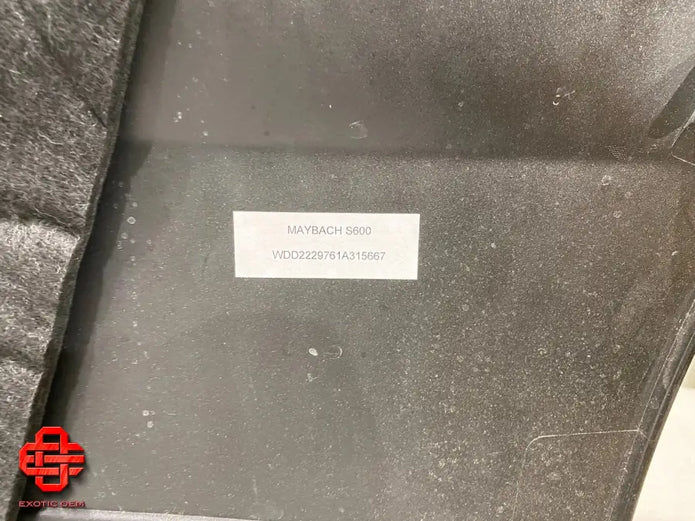 MAYBACH S600
WDD2229761A315667
EXOTIC OEM